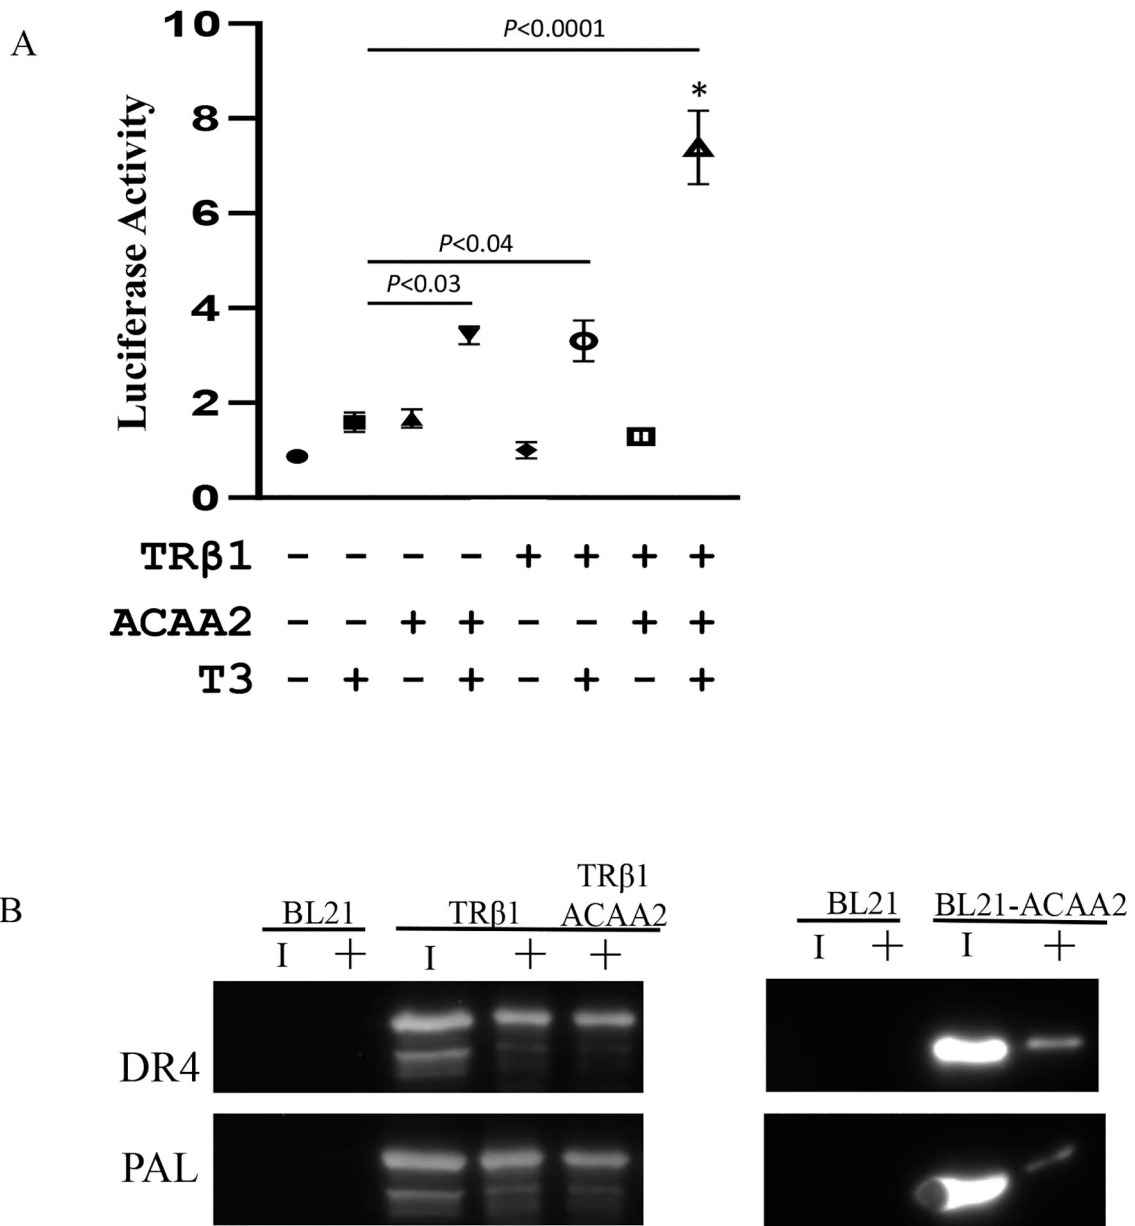 A
Luciferase Activity
10
8
6
4
2
0
P<0.0001
*
P<0.04
P<0.03
TRβ1 − − − − + + + +
ACAA2 − − + + − − + +
T3 − + − + − + − +
B
BL21 TRβ1 TRβ1 ACAA2
I + I + +
DR4
PAL
BL21 BL21-ACAA2
I + I +